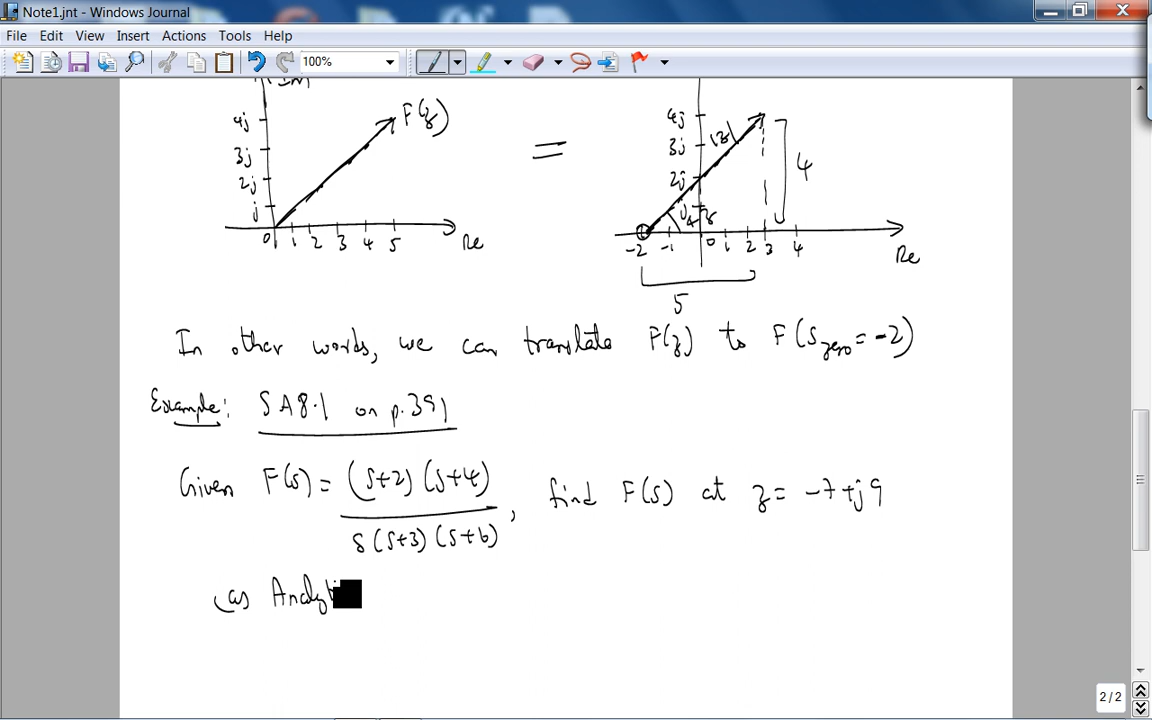 Note1.jnt - Windows Journal
File Edit View Insert Actions Tools Help
100%
Im
4j
3j
2j
j
0 1 2 3 4 5
Re
F(z)
=
4j
3j
2j
j
|z|
∠z
4
-2 -1 0 1 2 3 4
Re
5
In other words, we can translate F(z) to F(s_zero = -2)
Example: SA8.1 on p.391
Given F(s) = (s+2)(s+4) / s(s+3)(s+6), find F(s) at z = -7+j9
2/2